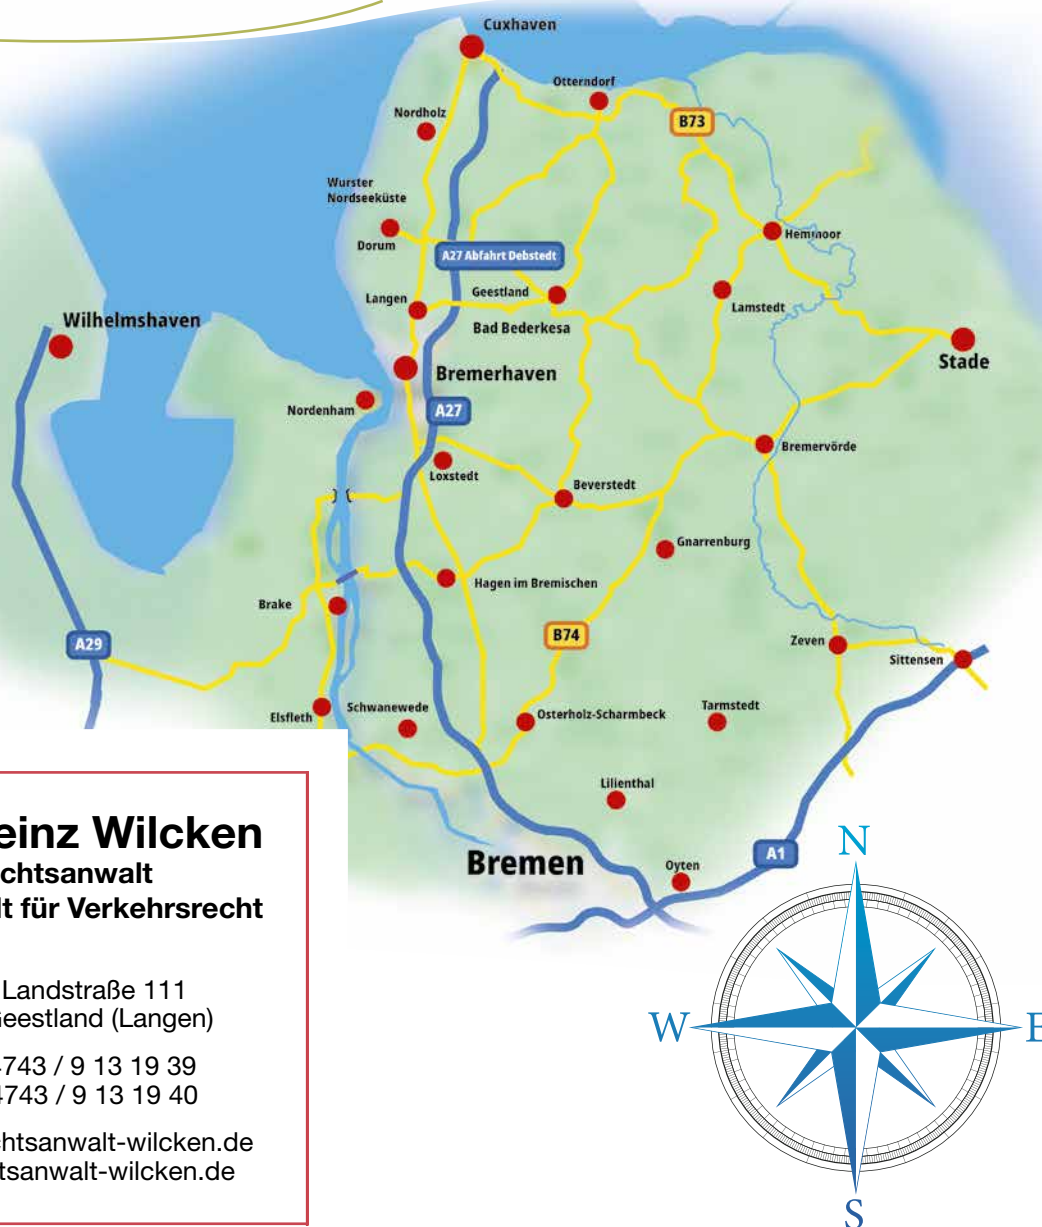 Cuxhaven
Otterndorf
Nordholz
B73
Wurster
Nordseeküste
Dorum
Hemmoor
A27 Abfahrt Debstedt
Langen
Geestland
Lamstedt
Bad Bederkesa
Wilhelmshaven
Stade
Bremerhaven
Nordenham
A27
Bremervörde
Loxstedt
Beverstedt
Gnarrenburg
Hagen im Bremischen
Brake
A29
B74
Zeven
Sittensen
Elsfleth
Schwanewede
Osterholz-Scharmbeck
Tarmstedt
Lilienthal
Bremen
Oyten
A1
einz Wilcken
chtsanwalt
lt für Verkehrsrecht
Landstraße 111
Geestland (Langen)
4743 / 9 13 19 39
4743 / 9 13 19 40
chtsanwalt-wilcken.de
tsanwalt-wilcken.de
N
W
E
S